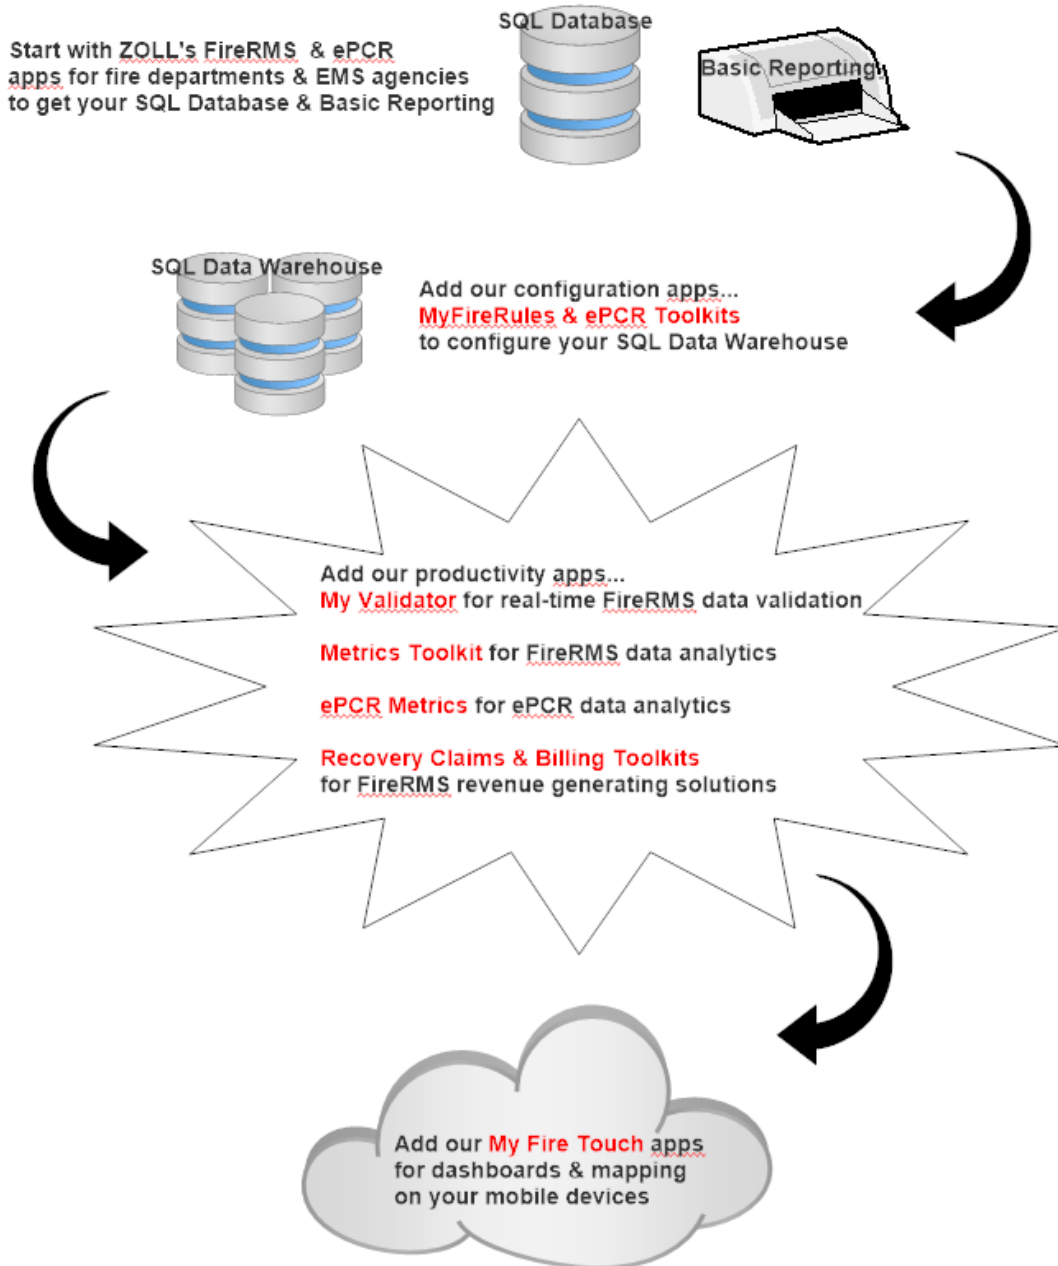 SQL Database
Start with ZOLL's FireRMS & ePCR
apps for fire departments & EMS agencies
to get your SQL Database & Basic Reporting
Basic Reporting
SQL Data Warehouse
Add our configuration apps...
MyFireRules & ePCR Toolkits
to configure your SQL Data Warehouse
Add our productivity apps...
My Validator for real-time FireRMS data validation
Metrics Toolkit for FireRMS data analytics
ePCR Metrics for ePCR data analytics
Recovery Claims & Billing Toolkits
for FireRMS revenue generating solutions
Add our My Fire Touch apps
for dashboards & mapping
on your mobile devices